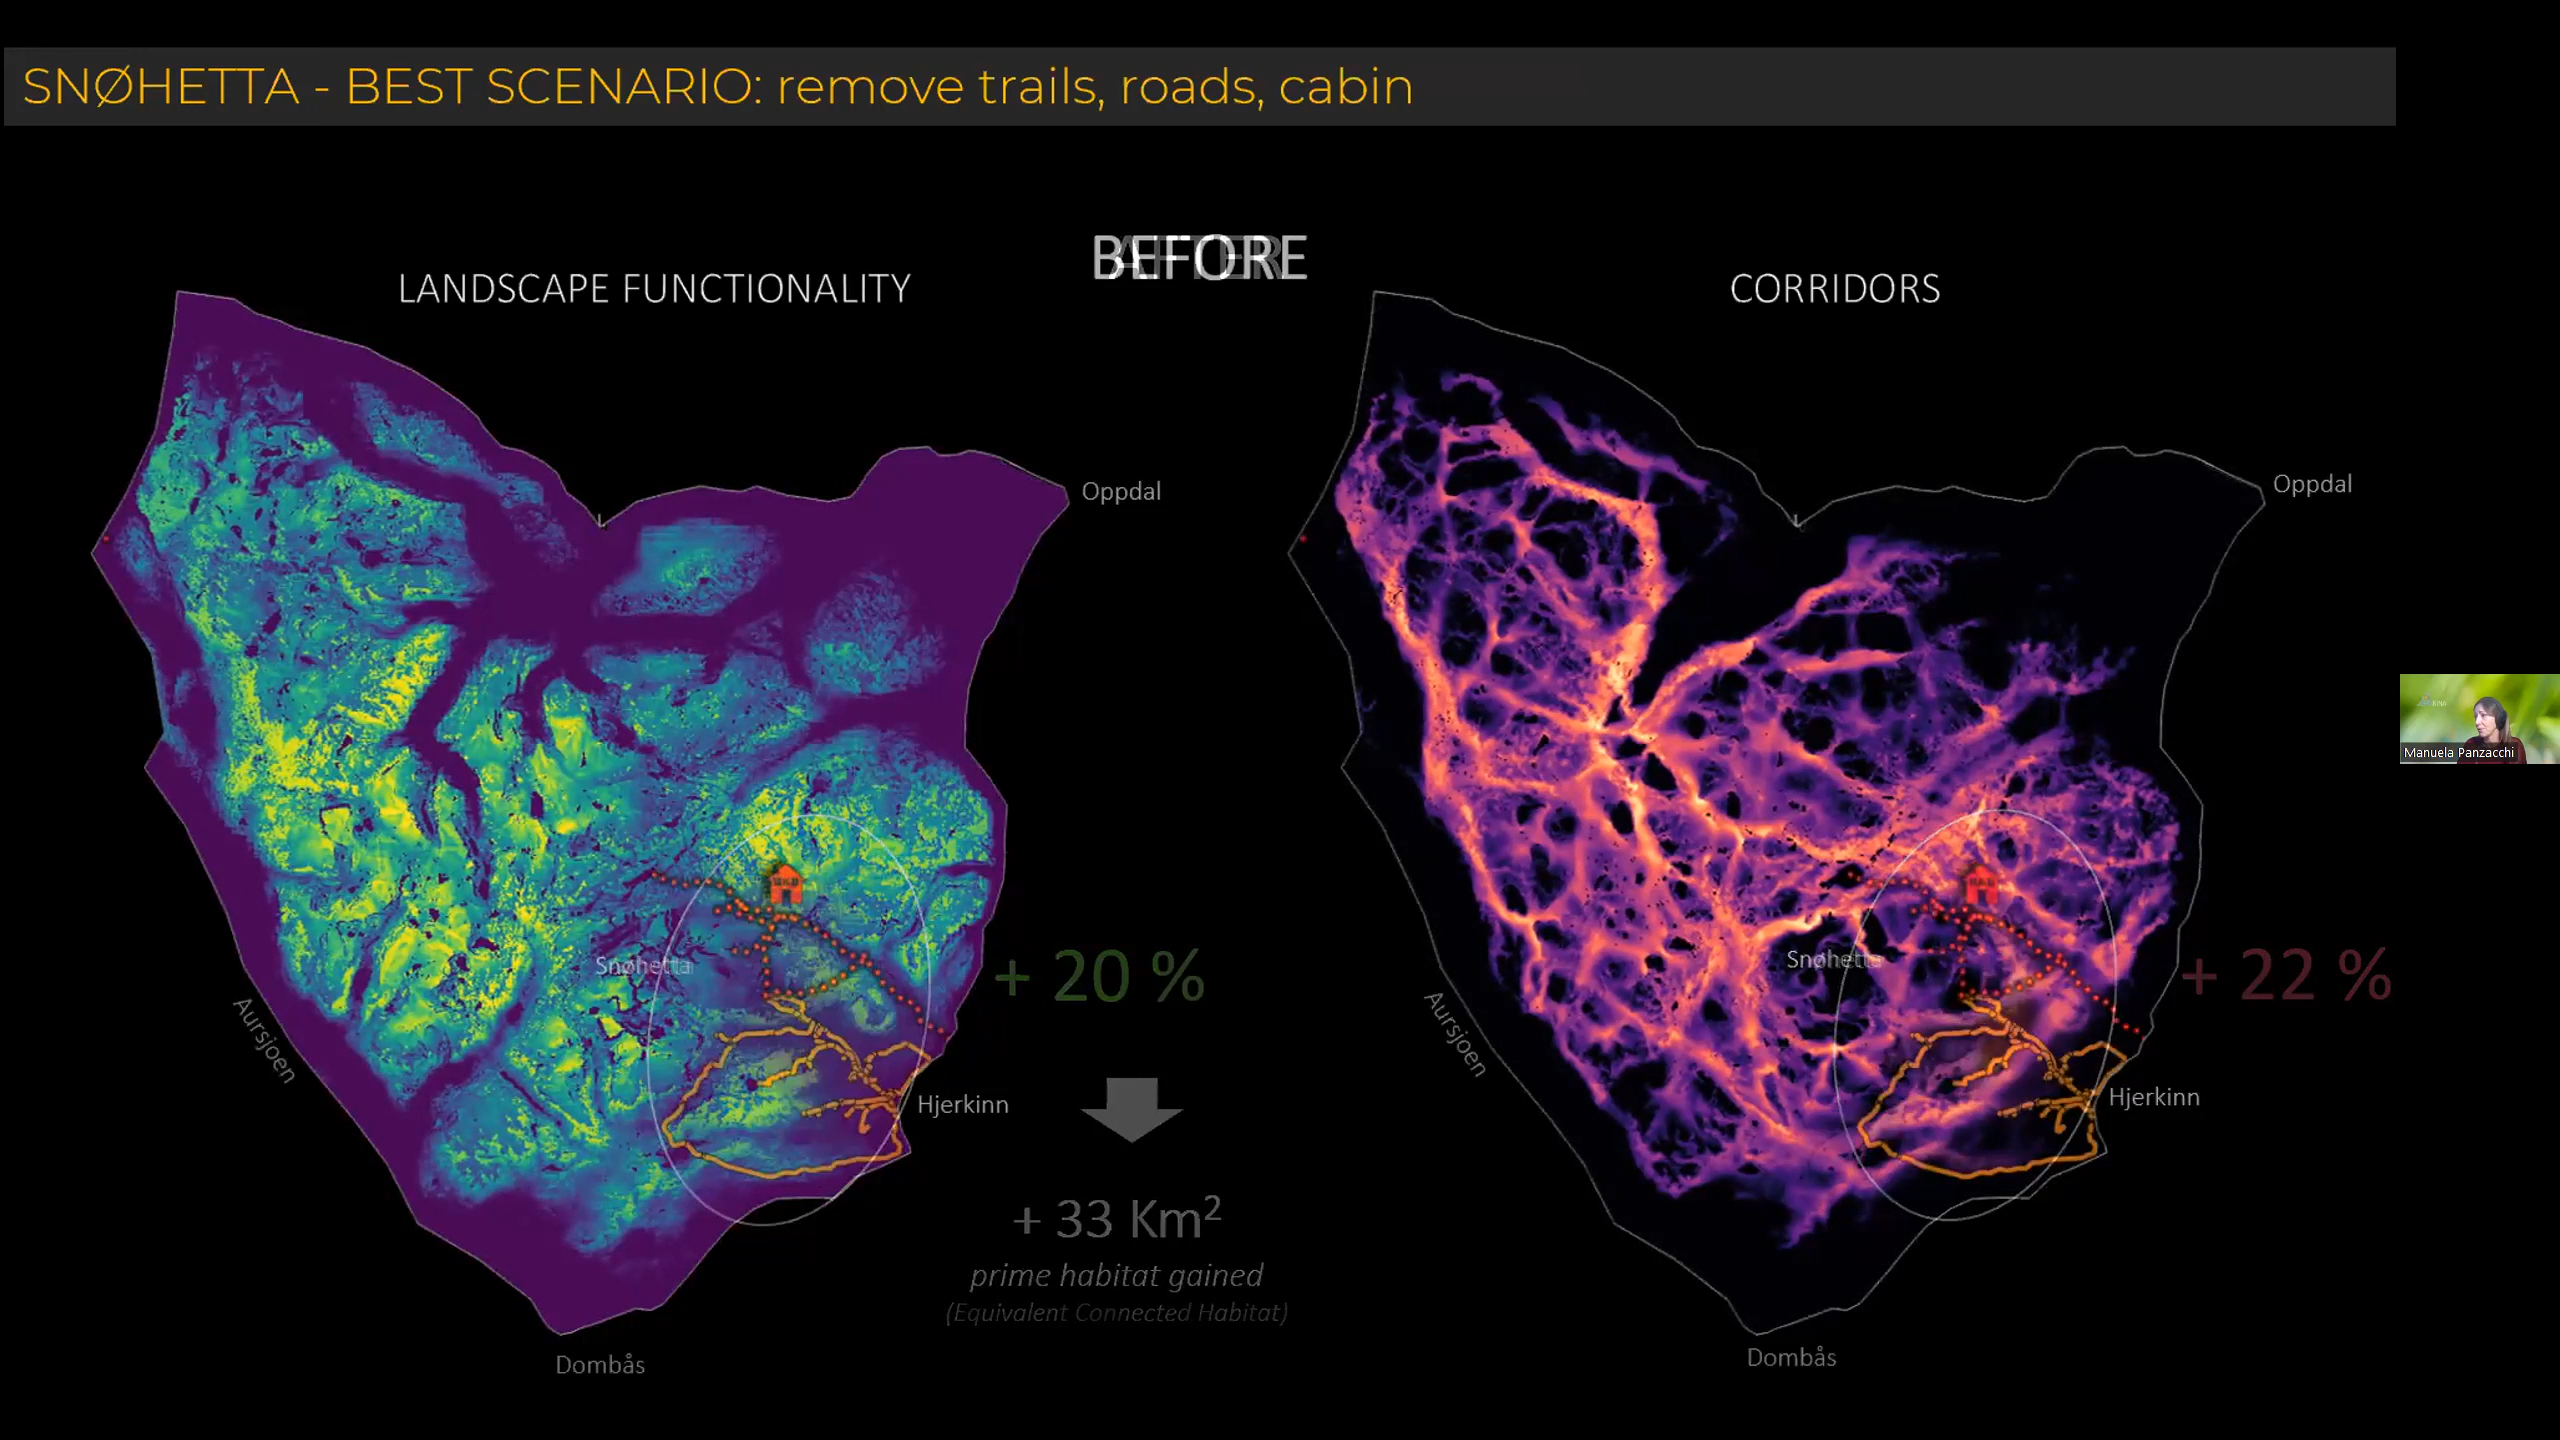 SNØHETTA - BEST SCENARIO: remove trails, roads, cabin
BEFORE
LANDSCAPE FUNCTIONALITY
CORRIDORS
Oppdal
Oppdal
Manuela Panzacchi
Snøhetta
+ 20 %
Snøhetta
+ 22 %
Aursjoen
Aursjoen
Hjerkinn
Hjerkinn
+ 33 Km²
prime habitat gained
(Equivalent Connected Habitat)
Dombås
Dombås